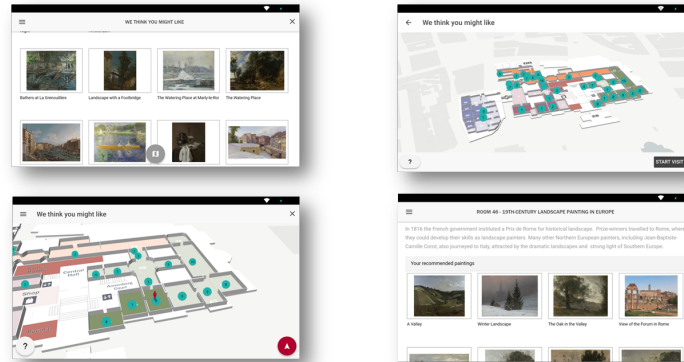 WE THINK YOU MIGHT LIKE
Bathers at La Grenouillère
Landscape with a Footbridge
The Watering Place at Marly-le-Roi
The Watering Place
We think you might like
?
START VISIT
We think you might like
Central
Hall
Shop
?
ROOM 40 - 19TH-CENTURY LANDSCAPE PAINTING IN EUROPE
In 1816 the French government instituted a Prix de Rome for historical landscape. Prize-winners travelled to Rome, where
they could develop their skills as landscape painters. Many other Northern European painters, including Jean-Baptiste-
Camille Corot, also journeyed to Italy, attracted by the dramatic landscapes and strong light of Southern Europe.
Your recommended paintings
A Valley
Winter Landscape
The Oak in the Valley
View of the Forum in Rome